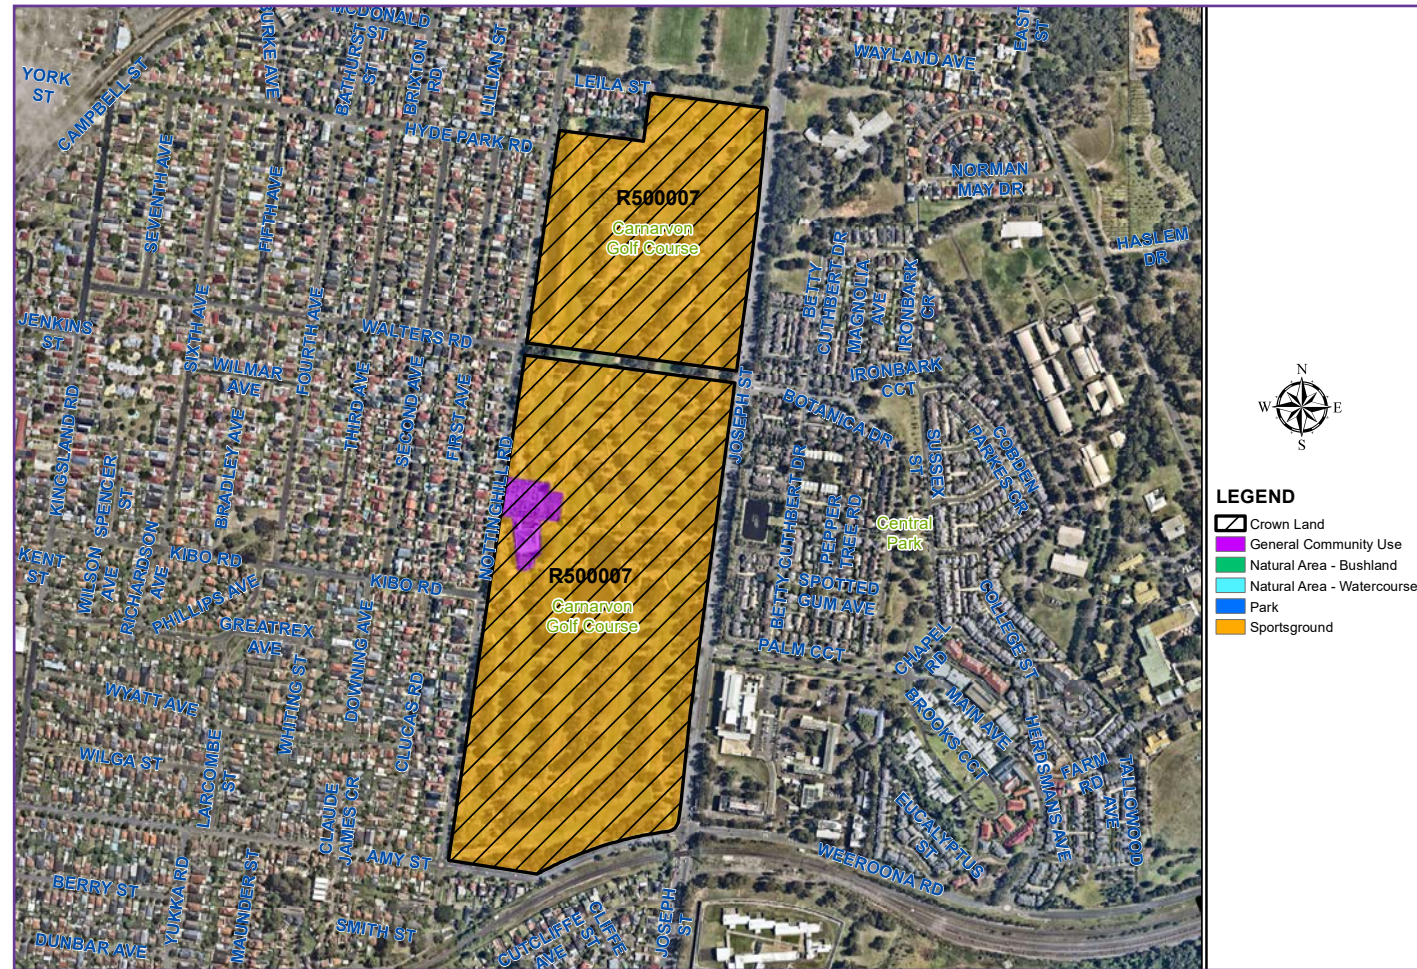 MCDONALD
ST
BURKE AVE
BATHURST
ST
BRIXTON
RD
LILLIAN ST
LEILA ST
WAYLAND AVE
EAST
ST
YORK
ST
CAMPBELL ST
HYDE PARK RD
SEVENTH AVE
FIFTH AVE
NORMAN
MAY DR
HASLEM
DR
R500007
Carnarvon
Golf Course
BETTY
CUTHBERT DR
MAGNOLIA
AVE
IRONBARK
CR
JENKINS
ST
SIXTH AVE
FOURTH AVE
WALTERS RD
WILMAR
AVE
THIRD AVE
SECOND AVE
FIRST AVE
IRONBARK
CCT
JOSEPH ST
BOTANICA DR
KINGSLAND RD
SPENCER
ST
BRADLEY AVE
NOTTINGHILL RD
SUSSEX
ST
COBDEN
PARKES CR
BETTY CUTHBERT DR
PEPPER
TREE RD
Central
Park
KENT
ST
WILSON
AVE
RICHARDSON
AVE
KIBO RD
PHILLIPS AVE
KIBO RD
R500007
Carnarvon
Golf Course
SPOTTED
GUM AVE
COLLEGE ST
GREATREX
AVE
DOWNING AVE
PALM CCT
CHAPEL
RD
WYATT AVE
WHITING ST
CLUCAS RD
MAIN AVE
BROOKS CCT
HERDSMANS AVE
FARM
RD
TALLOWOOD
AVE
WILGA ST
LARCOMBE
ST
CLAUDE
JAMES CR
AMY ST
EUCALYPTUS
ST
WEEROONA RD
BERRY ST
YUKKA RD
MAUNDER ST
SMITH ST
CUTCLIFFE
AVE
CLIFFE
ST
JOSEPH
ST
DUNBAR AVE
N
W
E
S
LEGEND
Crown Land
General Community Use
Natural Area - Bushland
Natural Area - Watercourse
Park
Sportsground